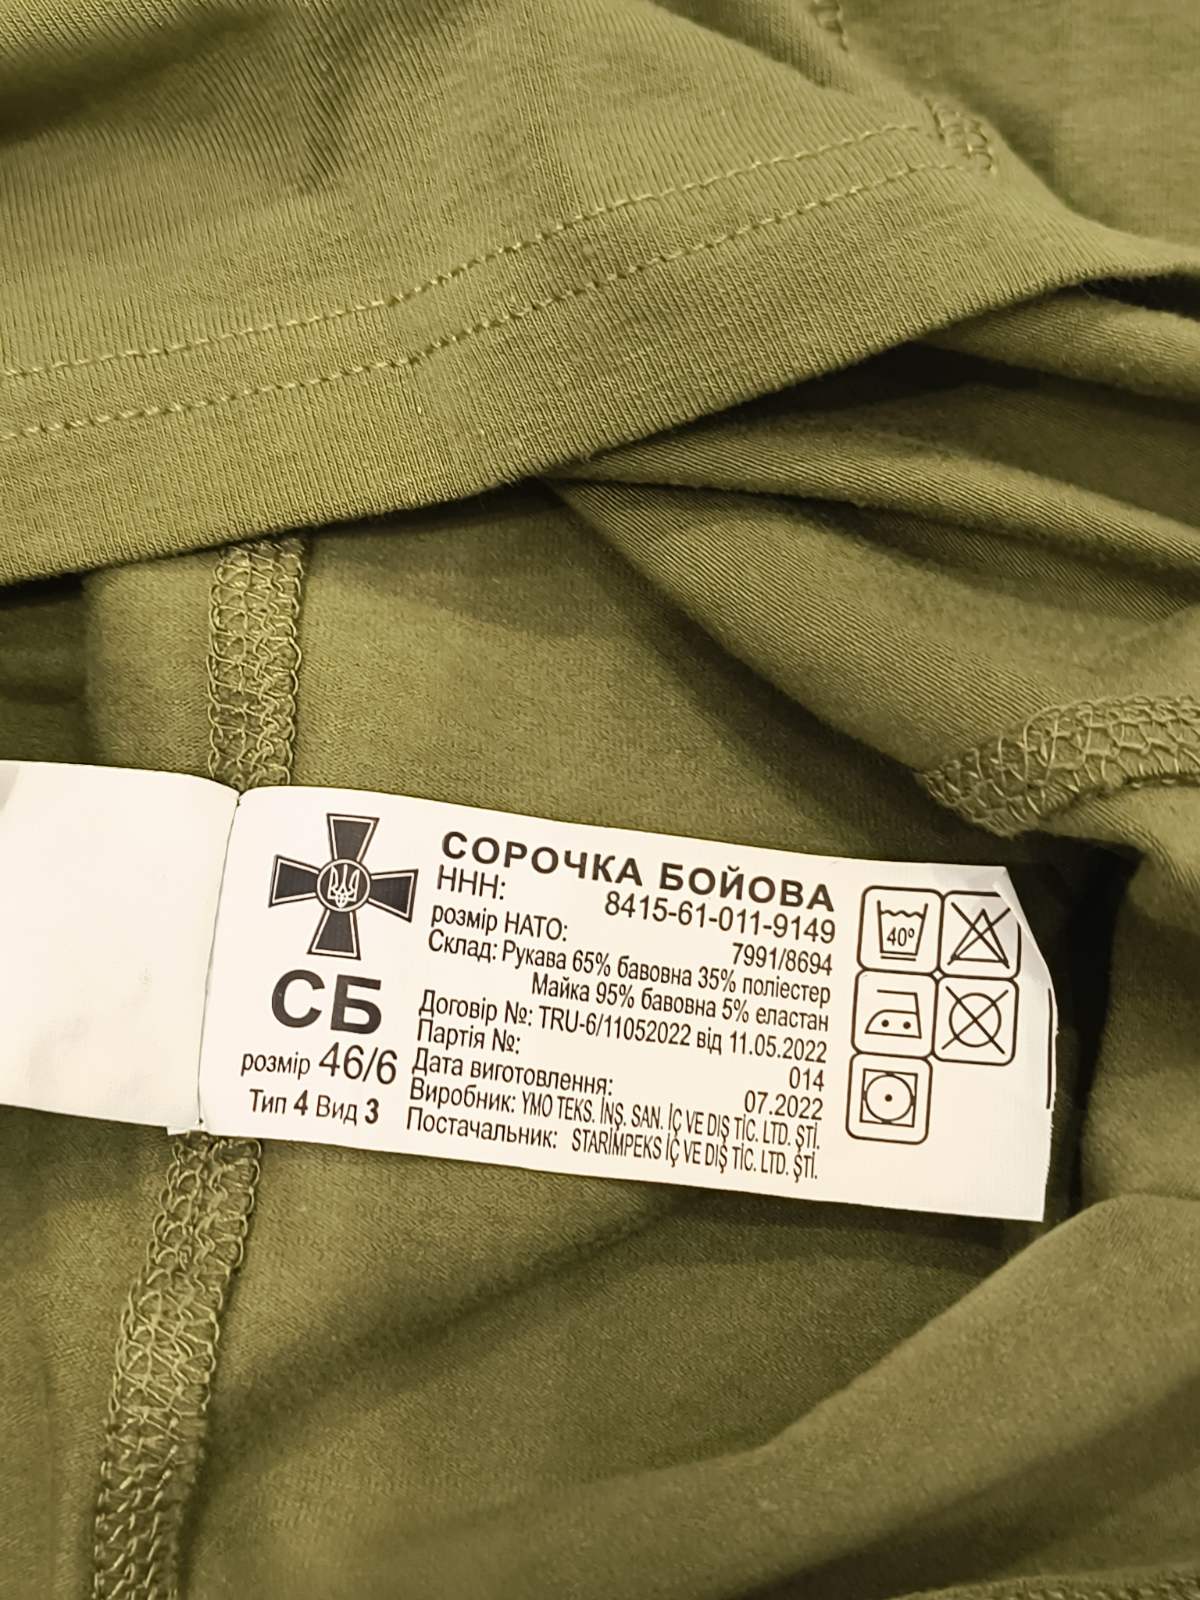 СОРОЧКА БОЙОВА
ННН: 8415-61-011-9149
розмір НАТО: 7991/8694
Склад: Рукава 65% бавовна 35% поліестер
Майка 95% бавовна 5% еластан
Договір №: TRU-6/11052022 від 11.05.2022
Партія №: 014
Дата виготовлення: 07.2022
Виробник: YMO TEKS. İNŞ. SAN. İÇ VE DIŞ TİC. LTD. ŞTİ.
Постачальник: STARİMPEKS İÇ VE DIŞ TİC. LTD. ŞTİ.
СБ
розмір 46/6
Тип 4 Вид 3
40º